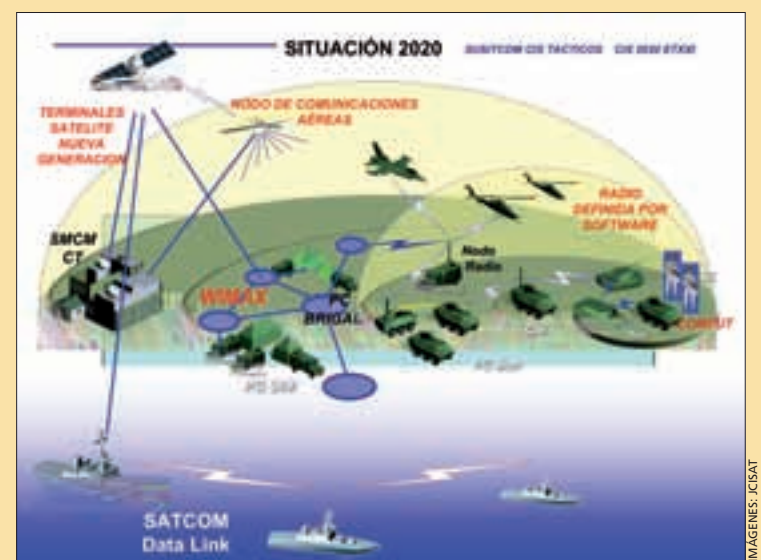 SITUACIÓN 2020
TERMINALES
SATELITE
NUEVA
GENERACION
NODO DE COMUNICACIONES
AÉREAS
RADIO
DEFINIDA POR
SOFTWARE
SMCM
CT
Nodo
Radio
WIMAX
PC
BRIGAL
COMFUT
SATCOM
Data Link
IMÁGENES: JCISAT